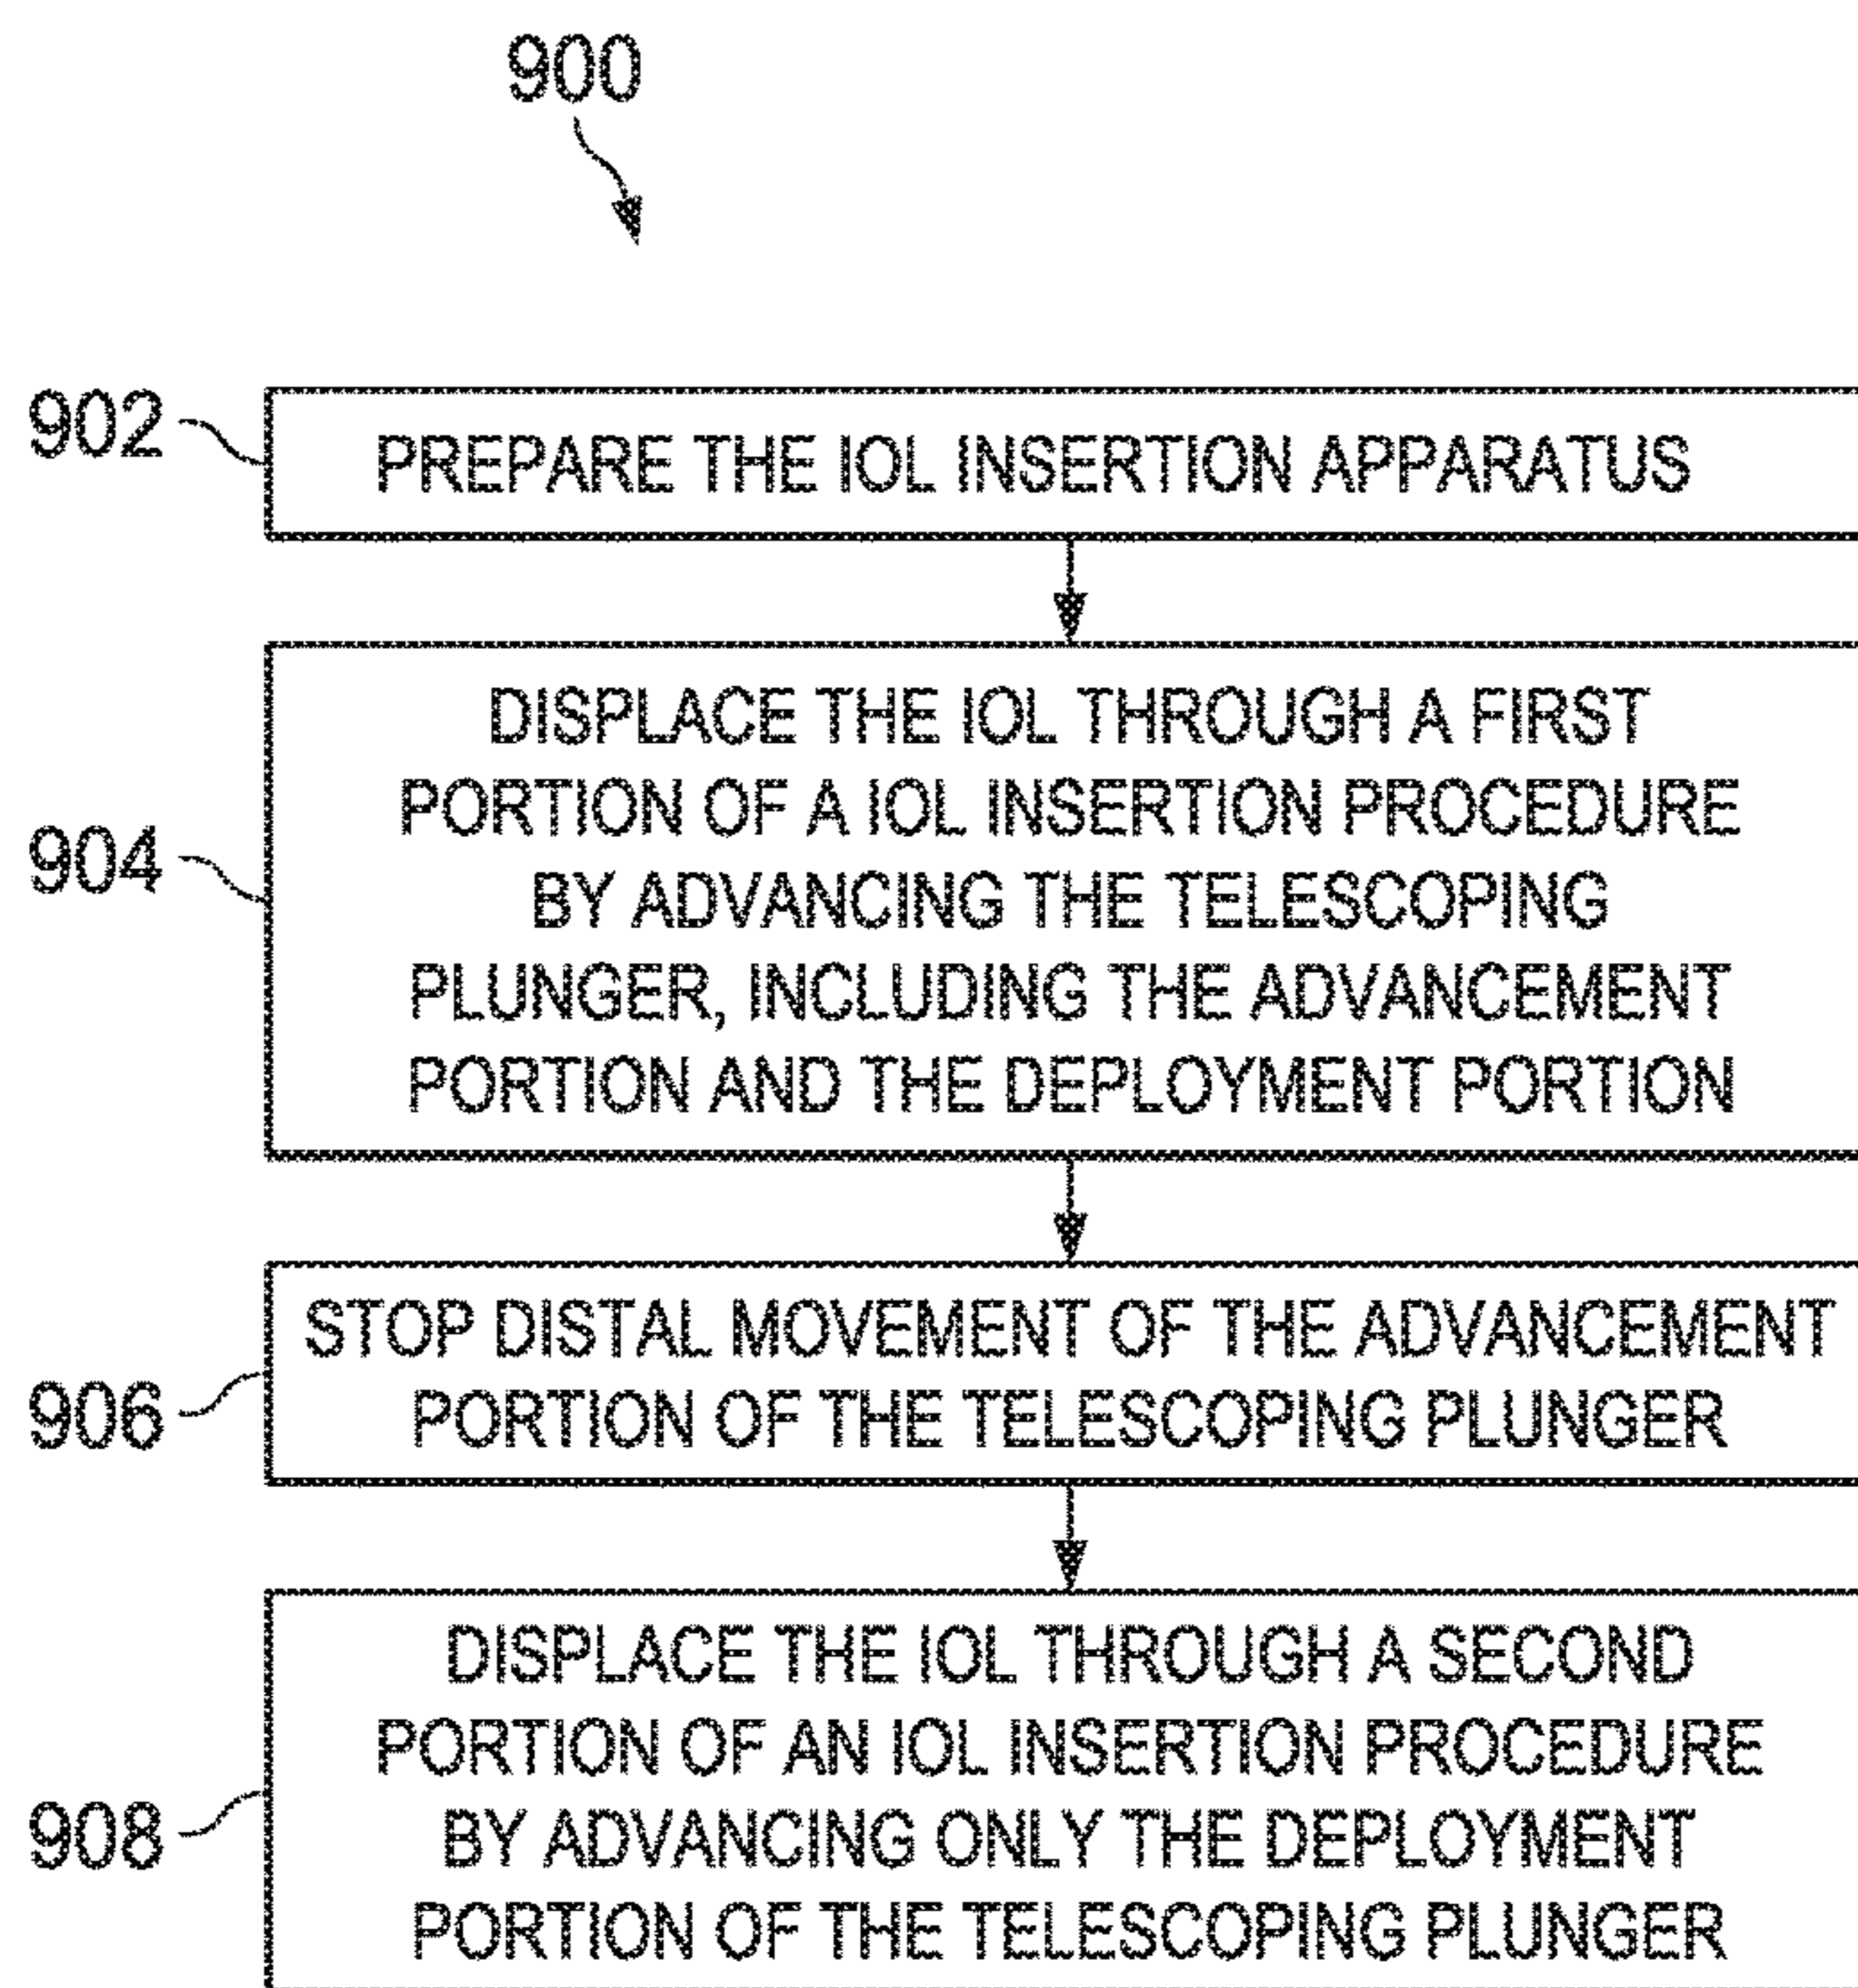 900
902
PREPARE THE IOL INSERTION APPARATUS
904
DISPLACE THE IOL THROUGH A FIRST
PORTION OF A IOL INSERTION PROCEDURE
BY ADVANCING THE TELESCOPING
PLUNGER, INCLUDING THE ADVANCEMENT
PORTION AND THE DEPLOYMENT PORTION
906
STOP DISTAL MOVEMENT OF THE ADVANCEMENT
PORTION OF THE TELESCOPING PLUNGER
908
DISPLACE THE IOL THROUGH A SECOND
PORTION OF AN IOL INSERTION PROCEDURE
BY ADVANCING ONLY THE DEPLOYMENT
PORTION OF THE TELESCOPING PLUNGER